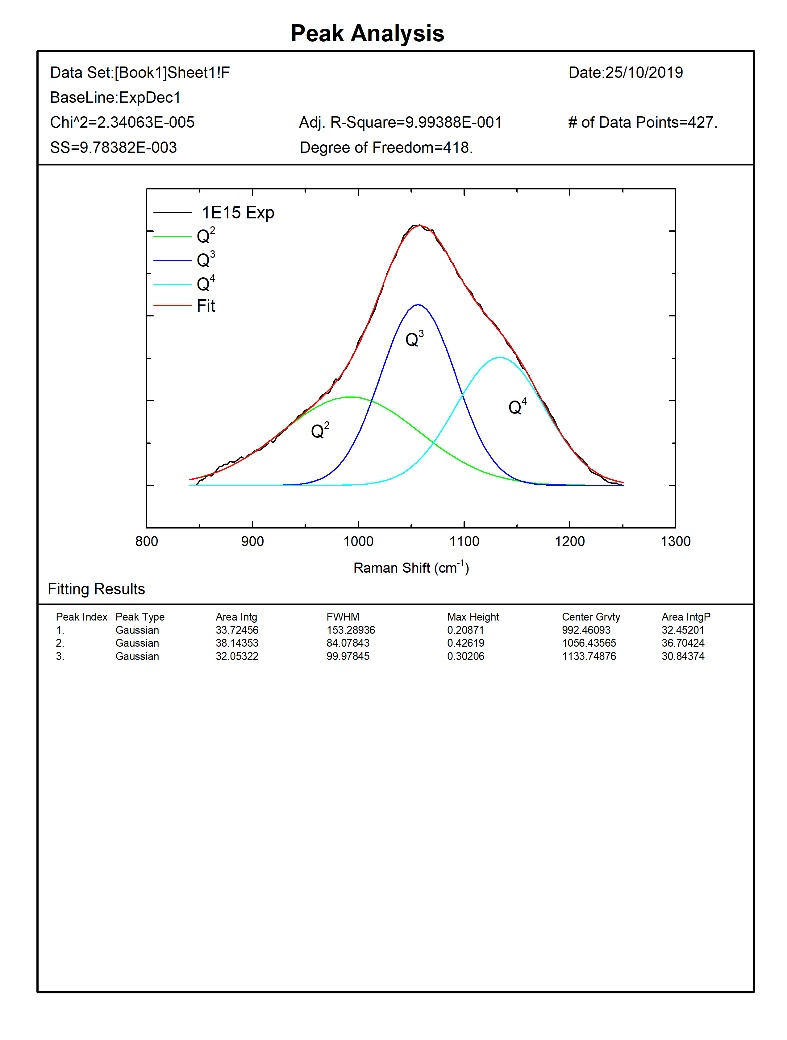 Peak Analysis
Data Set:[Book1]Sheet1!F Date:25/10/2019
BaseLine:ExpDec1
Chi^2=2.34063E-005 Adj. R-Square=9.99388E-001 # of Data Points=427.
SS=9.78382E-003 Degree of Freedom=418.
1E15 Exp
Q²
Q³
Q⁴
Fit
Q³
Q⁴
Q²
800 900 1000 1100 1200 1300
Raman Shift (cm⁻¹)
Fitting Results
Peak Index Peak Type Area Intg FWHM Max Height Center Grvty Area IntgP
1. Gaussian 33.72456 153.28936 0.20871 992.46093 32.45201
2. Gaussian 38.14353 84.07843 0.42619 1056.43565 36.70424
3. Gaussian 32.05322 99.97845 0.30206 1133.74876 30.84374